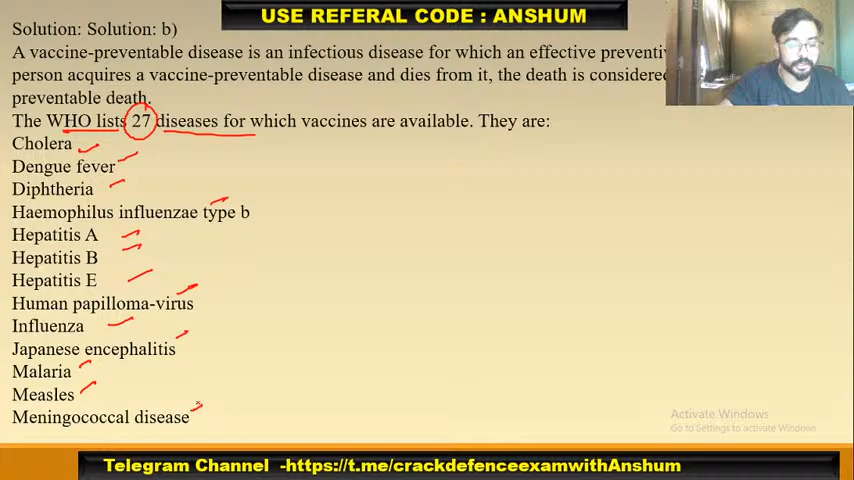 USE REFERAL CODE : ANSHUM
Solution: Solution: b)
A vaccine-preventable disease is an infectious disease for which an effective
person acquires a vaccine-preventable disease and dies from it, the death is considered
preventable death.
The WHO lists 27 diseases for which vaccines are available. They are:
Cholera
Dengue fever
Diphtheria
Haemophilus influenzae type b
Hepatitis A
Hepatitis B
Hepatitis E
Human papilloma-virus
Influenza
Japanese encephalitis
Malaria
Measles
Meningococcal disease
Activate Windows
Go to Settings to activate Windows.
Telegram Channel -https://t.me/crackdefenceexamwithAnshum